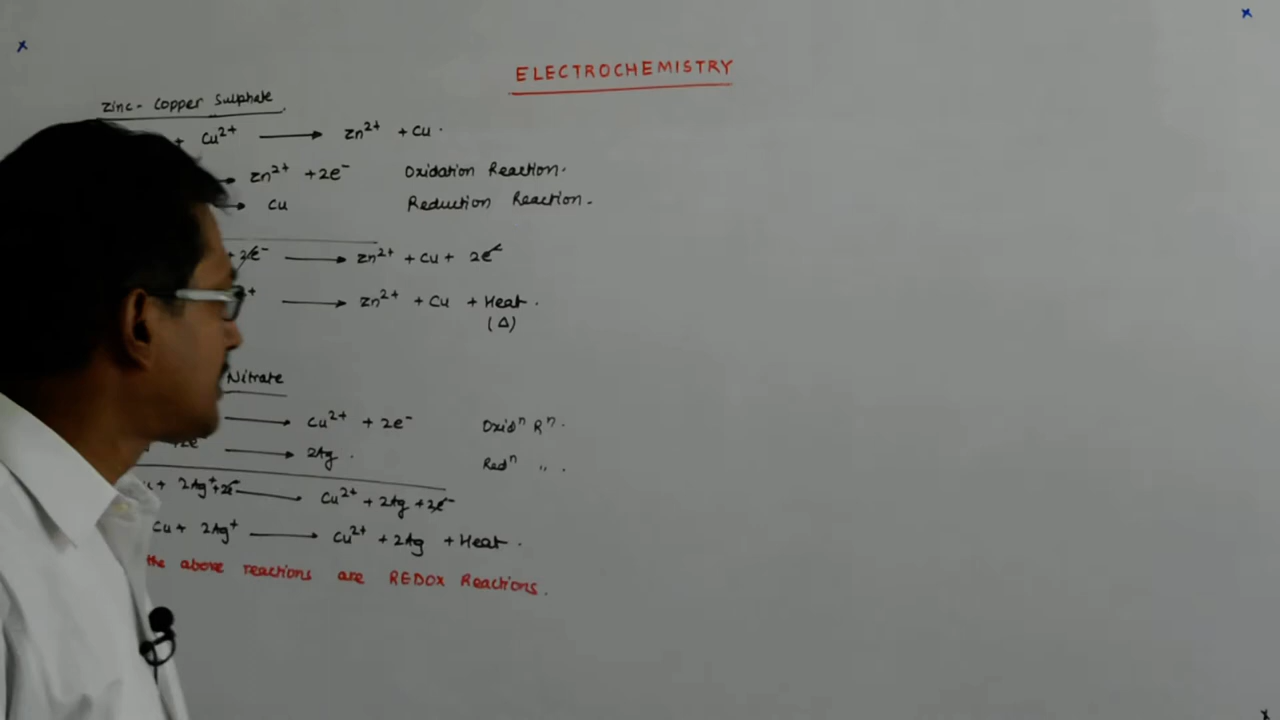 ELECTROCHEMISTRY
Zinc - Copper Sulphate
+ Cu²⁺ ⟶ Zn²⁺ + Cu.
⟶ Zn²⁺ + 2e⁻ Oxidation Reaction.
⟶ Cu Reduction Reaction.
+ 2e⁻ ⟶ Zn²⁺ + Cu + 2e⁻
⁺ ⟶ Zn²⁺ + Cu + Heat.
(Δ)
Nitrate
⟶ Cu²⁺ + 2e⁻ Oxidⁿ Rⁿ.
+2e⁻ ⟶ 2Ag. Redⁿ ,, .
+ 2Ag⁺ + 2e⁻ ⟶ Cu²⁺ + 2Ag + 2e⁻
Cu + 2Ag⁺ ⟶ Cu²⁺ + 2Ag + Heat.
the above reactions are REDOX Reactions.